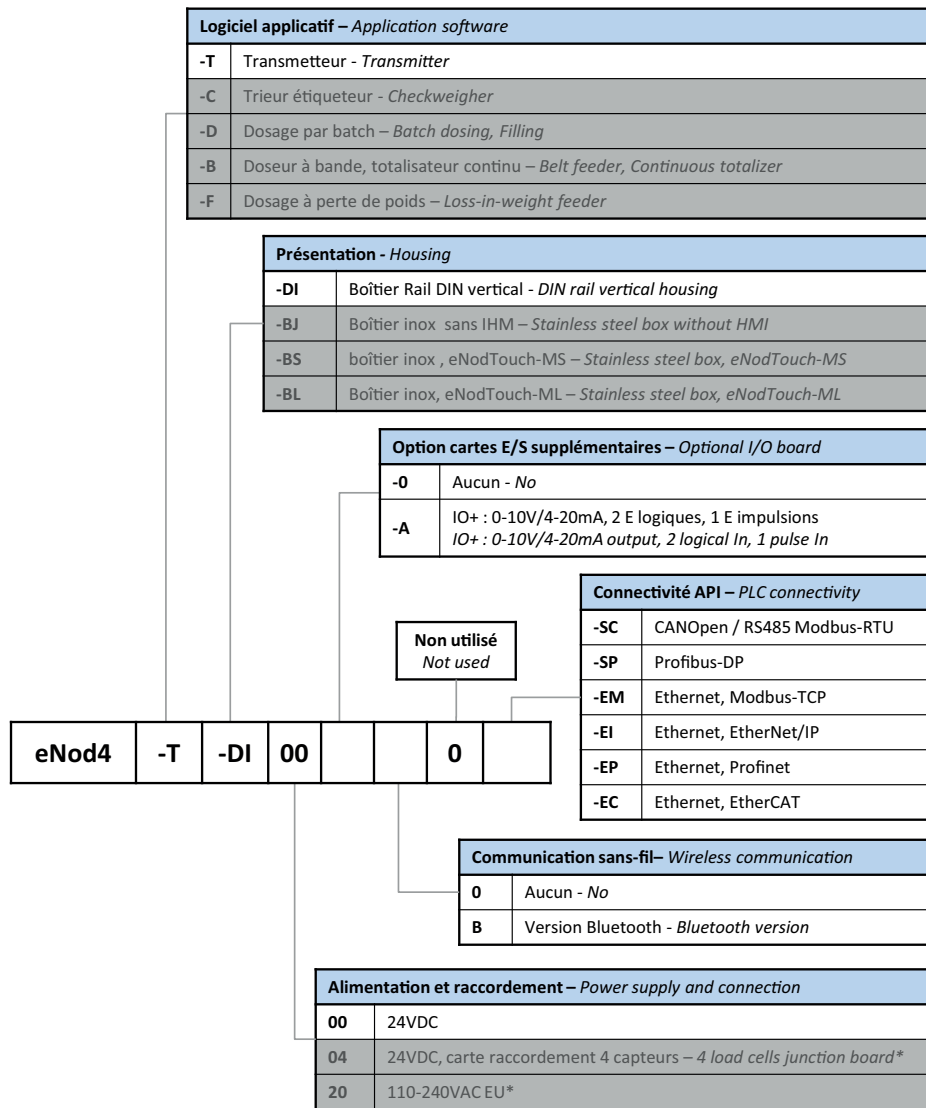 Logiciel applicatif – Application software
-T Transmetteur - Transmitter
-C Trieur étiqueteur - Checkweigher
-D Dosage par batch – Batch dosing, Filling
-B Doseur à bande, totalisateur continu – Belt feeder, Continuous totalizer
-F Dosage à perte de poids – Loss-in-weight feeder
Présentation - Housing
-DI Boîtier Rail DIN vertical - DIN rail vertical housing
-BJ Boîtier inox sans IHM – Stainless steel box without HMI
-BS boîtier inox , eNodTouch-MS – Stainless steel box, eNodTouch-MS
-BL Boîtier inox, eNodTouch-ML – Stainless steel box, eNodTouch-ML
Option cartes E/S supplémentaires – Optional I/O board
-0 Aucun - No
-A IO+ : 0-10V/4-20mA, 2 E logiques, 1 E impulsions
IO+ : 0-10V/4-20mA output, 2 logical In, 1 pulse In
Connectivité API – PLC connectivity
-SC CANOpen / RS485 Modbus-RTU
-SP Profibus-DP
-EM Ethernet, Modbus-TCP
-EI Ethernet, EtherNet/IP
-EP Ethernet, Profinet
-EC Ethernet, EtherCAT
Non utilisé
Not used
eNod4 -T -DI 00 0
Communication sans-fil– Wireless communication
0 Aucun - No
B Version Bluetooth - Bluetooth version
Alimentation et raccordement – Power supply and connection
00 24VDC
04 24VDC, carte raccordement 4 capteurs – 4 load cells junction board*
20 110-240VAC EU*